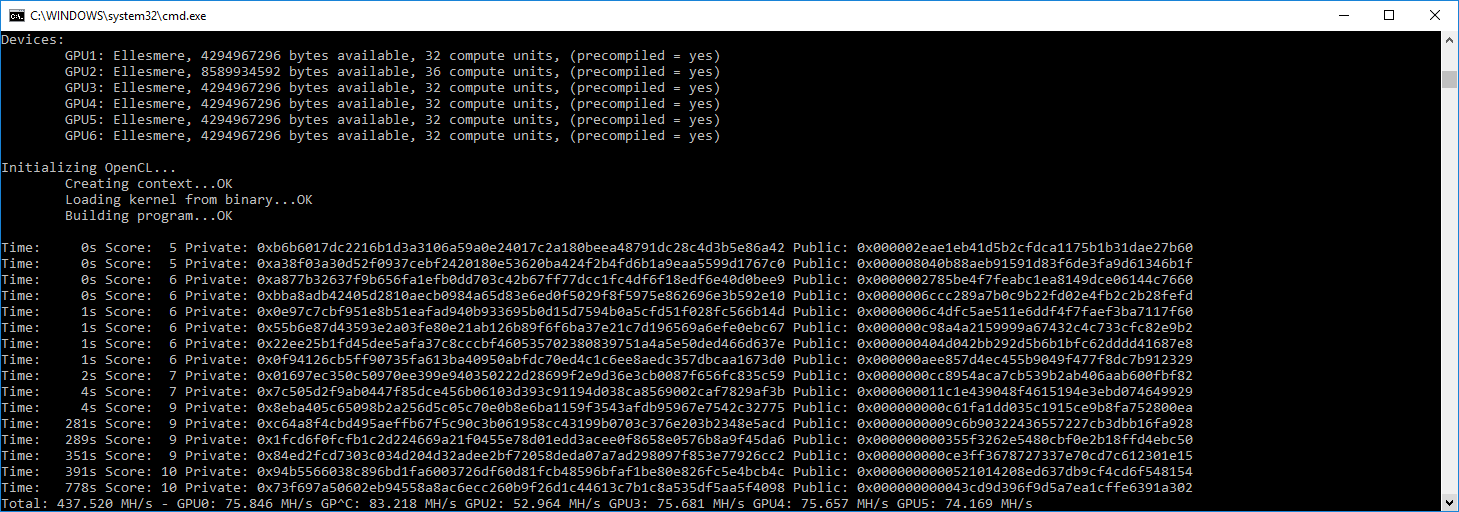 C:\WINDOWS\system32\cmd.exe
Devices:
GPU1: Ellesmere, 4294967296 bytes available, 32 compute units, (precompiled = yes)
GPU2: Ellesmere, 8589934592 bytes available, 36 compute units, (precompiled = yes)
GPU3: Ellesmere, 4294967296 bytes available, 32 compute units, (precompiled = yes)
GPU4: Ellesmere, 4294967296 bytes available, 32 compute units, (precompiled = yes)
GPU5: Ellesmere, 4294967296 bytes available, 32 compute units, (precompiled = yes)
GPU6: Ellesmere, 4294967296 bytes available, 32 compute units, (precompiled = yes)
Initializing OpenCL...
Creating context...OK
Loading kernel from binary...OK
Building program...OK
Time: 0s Score: 5 Private: 0xb6b6017dc2216b1d3a3106a59a0e24017c2a180beea48791dc28c4d3b5e86a42 Public: 0x000002eae1eb41d5b2cfdca1175b1b31dae27b60
Time: 0s Score: 5 Private: 0xa38f03a30d52f0937cebf2420180e53620ba424f2b4fd6b1a9eaa5599d1767c0 Public: 0x000008040b88aeb91591d83f6de3fa9d61346b1f
Time: 0s Score: 6 Private: 0xa877b32637f9b656fa1efb0dd703c42b67ff77dcc1fc4df6f18edf6e40d0bee9 Public: 0x0000002785be4f7feabc1ea8149dce06144c7660
Time: 0s Score: 6 Private: 0xbba8adb42405d2810aecb0984a65d83e6ed0f5029f8f5975e862696e3b592e10 Public: 0x0000006ccc289a7b0c9b22fd02e4fb2c2b28fefd
Time: 1s Score: 6 Private: 0x0e97c7cbf951e8b51eafad940b933695b0d15d7594b0a5cfd51f028fc566b14d Public: 0x0000006c4dfc5ae511e6ddf4f7faef3ba7117f60
Time: 1s Score: 6 Private: 0x55b6e87d43593e2a03fe80e21ab126b89f6f6ba37e21c7d196569a6efe0ebc67 Public: 0x000000c98a4a2159999a67432c4c733cfc82e9b2
Time: 1s Score: 6 Private: 0x22ee25b1fd45dee5afa37c8cccbf460535702380839751a4a5e50ded466d637e Public: 0x000000404d042bb292d5b6b1bfc62dddd41687e8
Time: 1s Score: 6 Private: 0x0f94126cb5ff90735fa613ba40950abfdc70ed4c1c6ee8aedc357dbcaa1673d0 Public: 0x000000aee857d4ec455b9049f477f8dc7b912329
Time: 2s Score: 7 Private: 0x01697ec350c50970ee399e940350222d28699f2e9d36e3cb0087f656fc835c59 Public: 0x0000000cc8954aca7cb539b2ab406aab600fbf82
Time: 4s Score: 7 Private: 0x7c505d2f9ab0447f85dce456b06103d393c91194d038ca8569002caf7829af3b Public: 0x000000011c1e439048f4615194e3ebd074649929
Time: 4s Score: 9 Private: 0x8eba405c65098b2a256d5c05c70e0b8e6ba1159f3543afdb95967e7542c32775 Public: 0x000000000c61fa1dd035c1915ce9b8fa752800ea
Time: 281s Score: 9 Private: 0xc64a8f4cbd495aeffb67f5c90c3b061958cc43199b0703c376e203b2348e5acd Public: 0x0000000009c6b90322436557227cb3dbb16fa928
Time: 289s Score: 9 Private: 0x1fcd6f0fcfb1c2d224669a21f0455e78d01edd3acee0f8658e0576b8a9f45da6 Public: 0x000000000355f3262e5480cbf0e2b18ffd4ebc50
Time: 351s Score: 9 Private: 0x84ed2fcd7303c034d204d32adee2bf72058deda07a7ad298097f853e77926cc2 Public: 0x000000000ce3ff3678727337e70cd7c612301e15
Time: 391s Score: 10 Private: 0x94b5566038c896bd1fa6003726df60d81fcb48596bfaf1be80e826fc5e4bcb4c Public: 0x0000000000521014208ed637db9cf4cd6f548154
Time: 778s Score: 10 Private: 0x73f697a50602eb94558a8ac6ecc260b9f26d1c44613c7b1c8a535df5aa5f4098 Public: 0x000000000043cd9d396f9d5a7ea1cffe6391a302
Total: 437.520 MH/s - GPU0: 75.846 MH/s GP^C: 83.218 MH/s GPU2: 52.964 MH/s GPU3: 75.681 MH/s GPU4: 75.657 MH/s GPU5: 74.169 MH/s